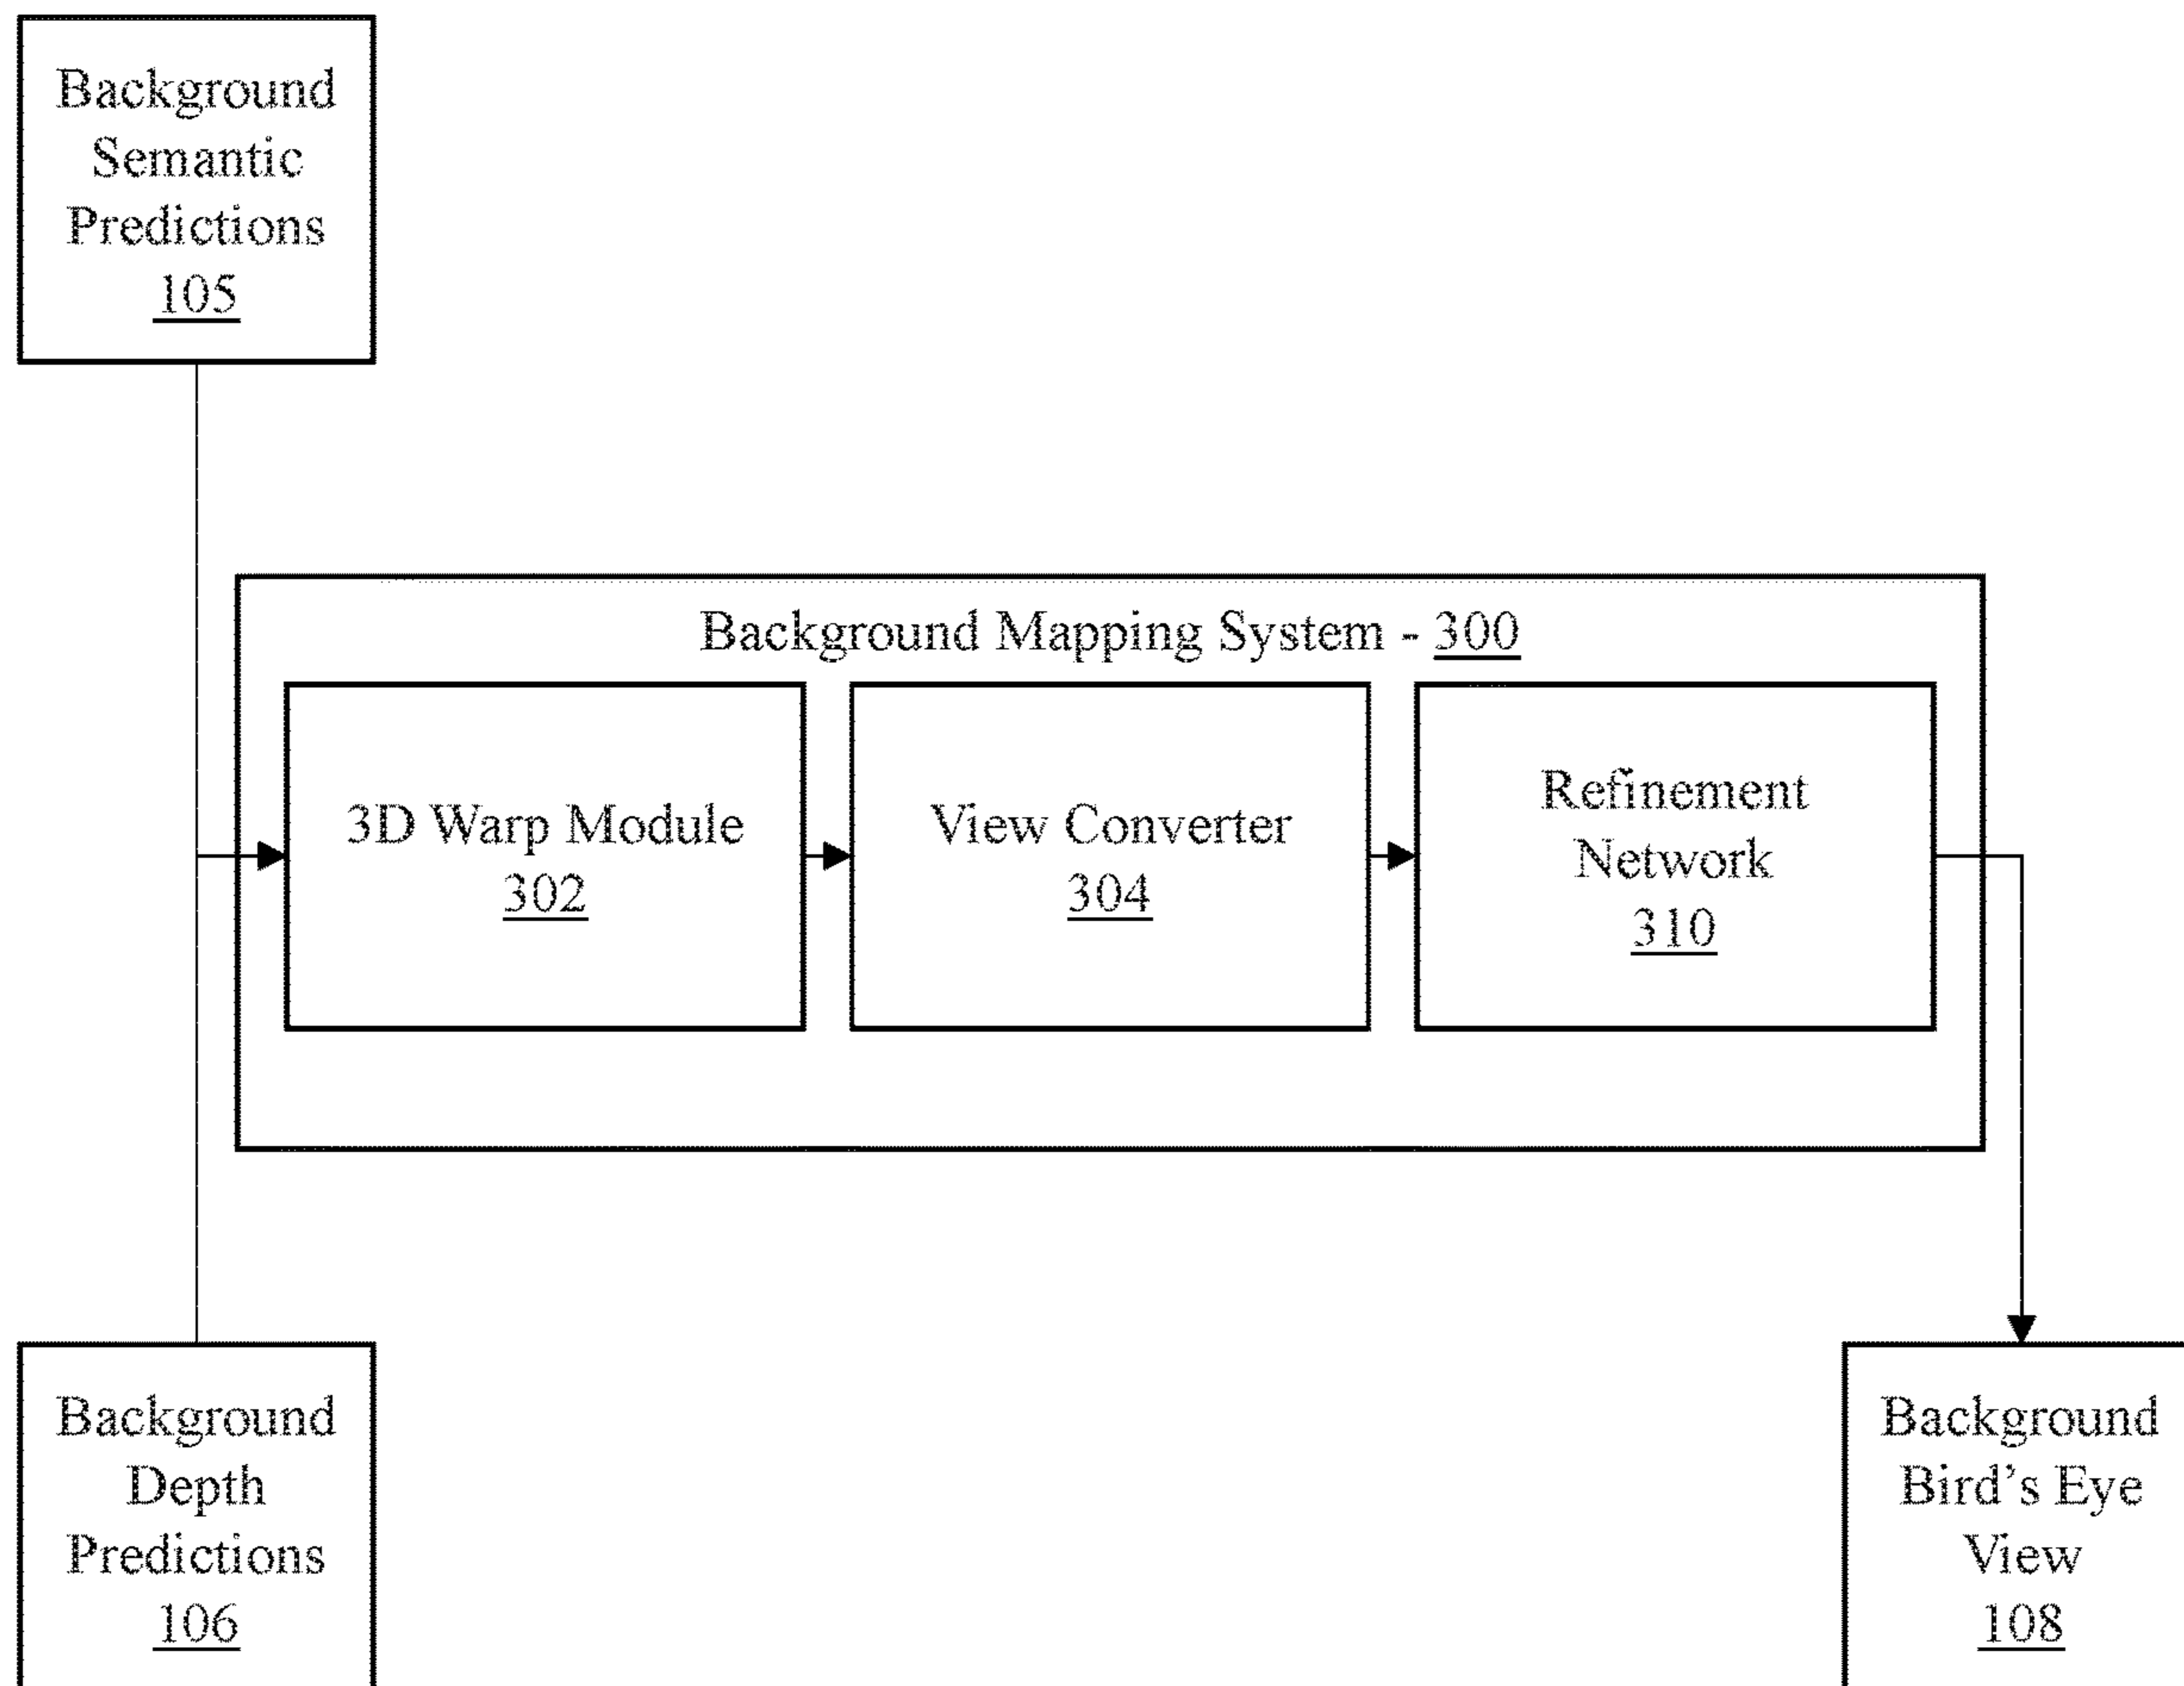 Background
Semantic
Predictions
105
Background Mapping System - 300
3D Warp Module
302
View Converter
304
Refinement
Network
310
Background
Depth
Predictions
106
Background
Bird's Eye
View
108